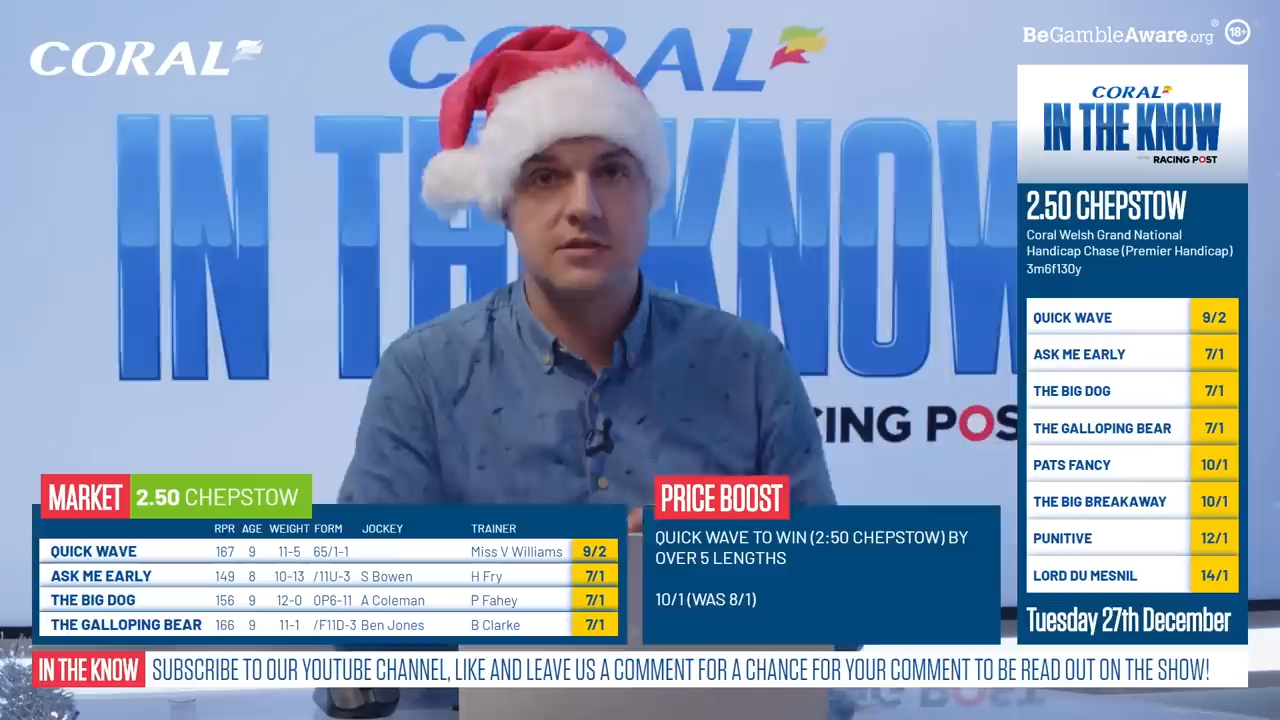 CORAL
CORAL
BeGambleAware.org® 18+
IN THE KNOW
RACING POST
CORAL
IN THE KNOW
WITH RACING POST
2.50 CHEPSTOW
Coral Welsh Grand National
Handicap Chase (Premier Handicap)
3m6f130y
QUICK WAVE 9/2
ASK ME EARLY 7/1
THE BIG DOG 7/1
THE GALLOPING BEAR 7/1
PATS FANCY 10/1
THE BIG BREAKAWAY 10/1
PUNITIVE 12/1
LORD DU MESNIL 14/1
Tuesday 27th December
MARKET 2.50 CHEPSTOW
RPR AGE WEIGHT FORM JOCKEY TRAINER
QUICK WAVE 167 9 11-5 65/1-1 Miss V Williams 9/2
ASK ME EARLY 149 8 10-13 /11U-3 S Bowen H Fry 7/1
THE BIG DOG 156 9 12-0 0P6-11 A Coleman P Fahey 7/1
THE GALLOPING BEAR 166 9 11-1 /F11D-3 Ben Jones B Clarke 7/1
PRICE BOOST
QUICK WAVE TO WIN (2:50 CHEPSTOW) BY
OVER 5 LENGTHS
10/1 (WAS 8/1)
IN THE KNOW SUBSCRIBE TO OUR YOUTUBE CHANNEL, LIKE AND LEAVE US A COMMENT FOR A CHANCE FOR YOUR COMMENT TO BE READ OUT ON THE SHOW!